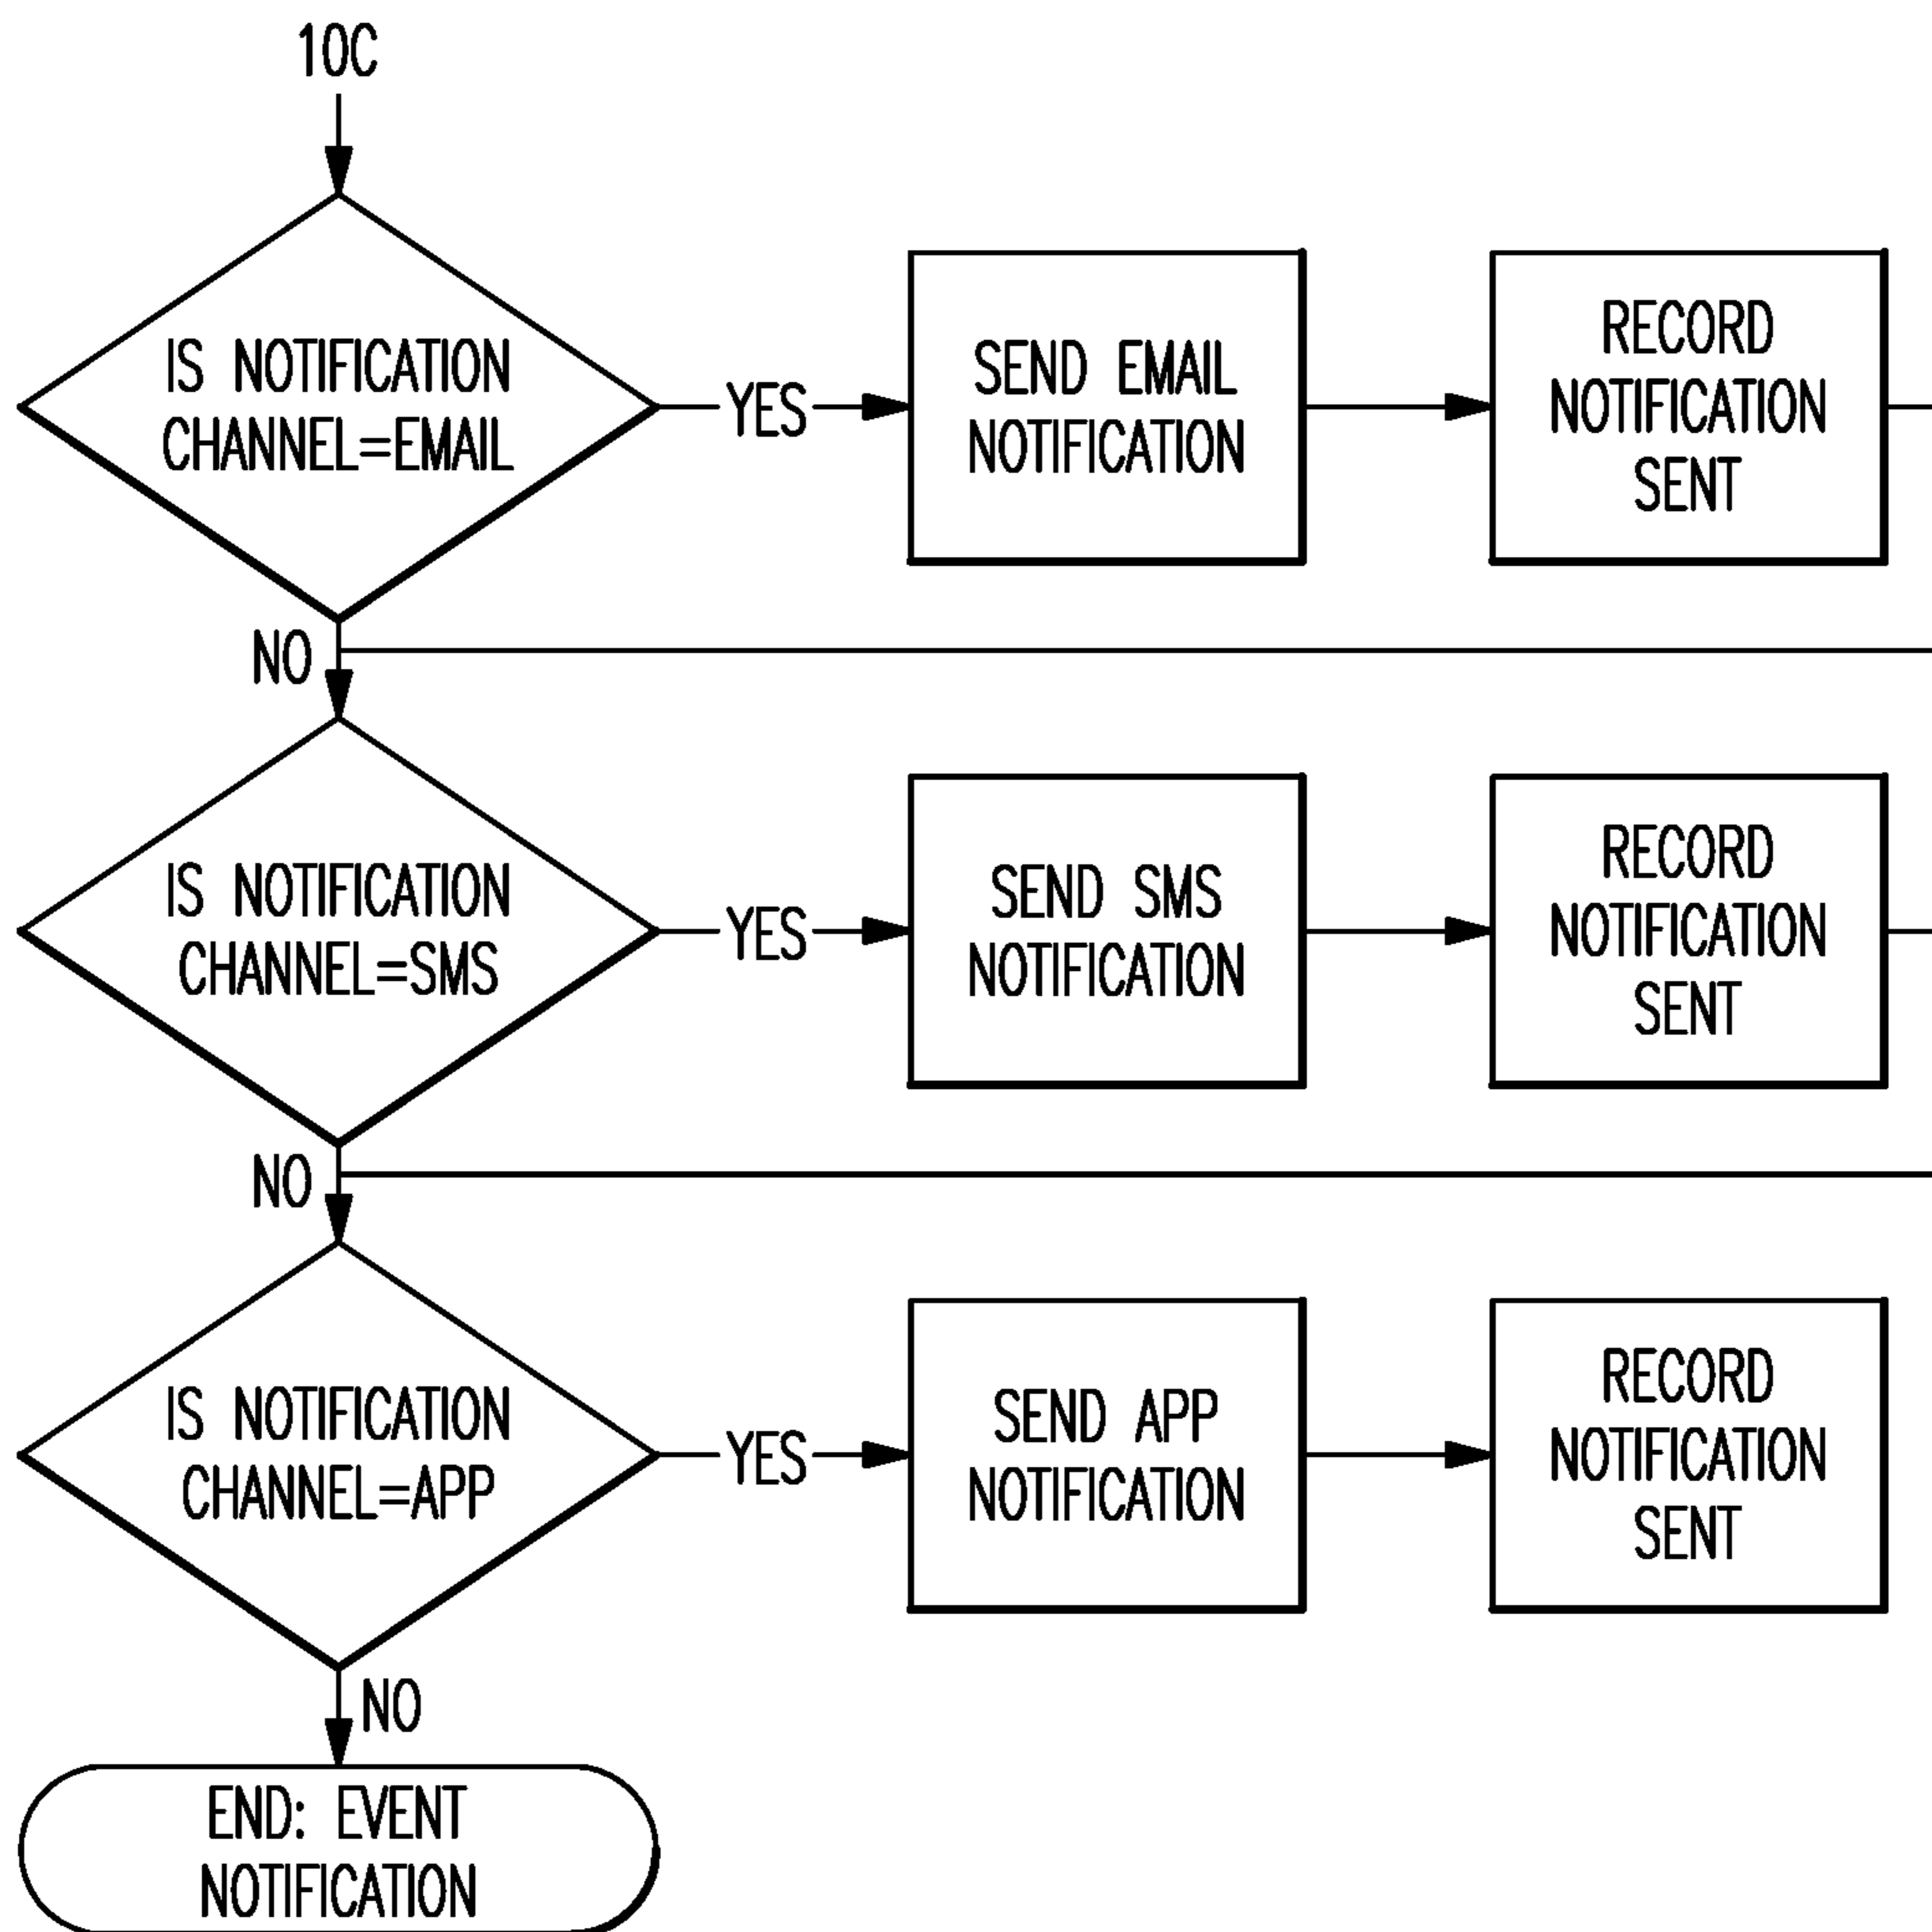 10C
IS NOTIFICATION
CHANNEL=EMAIL
YES
SEND EMAIL
NOTIFICATION
RECORD
NOTIFICATION
SENT
NO
IS NOTIFICATION
CHANNEL=SMS
YES
SEND SMS
NOTIFICATION
RECORD
NOTIFICATION
SENT
NO
IS NOTIFICATION
CHANNEL=APP
YES
SEND APP
NOTIFICATION
RECORD
NOTIFICATION
SENT
NO
END: EVENT
NOTIFICATION